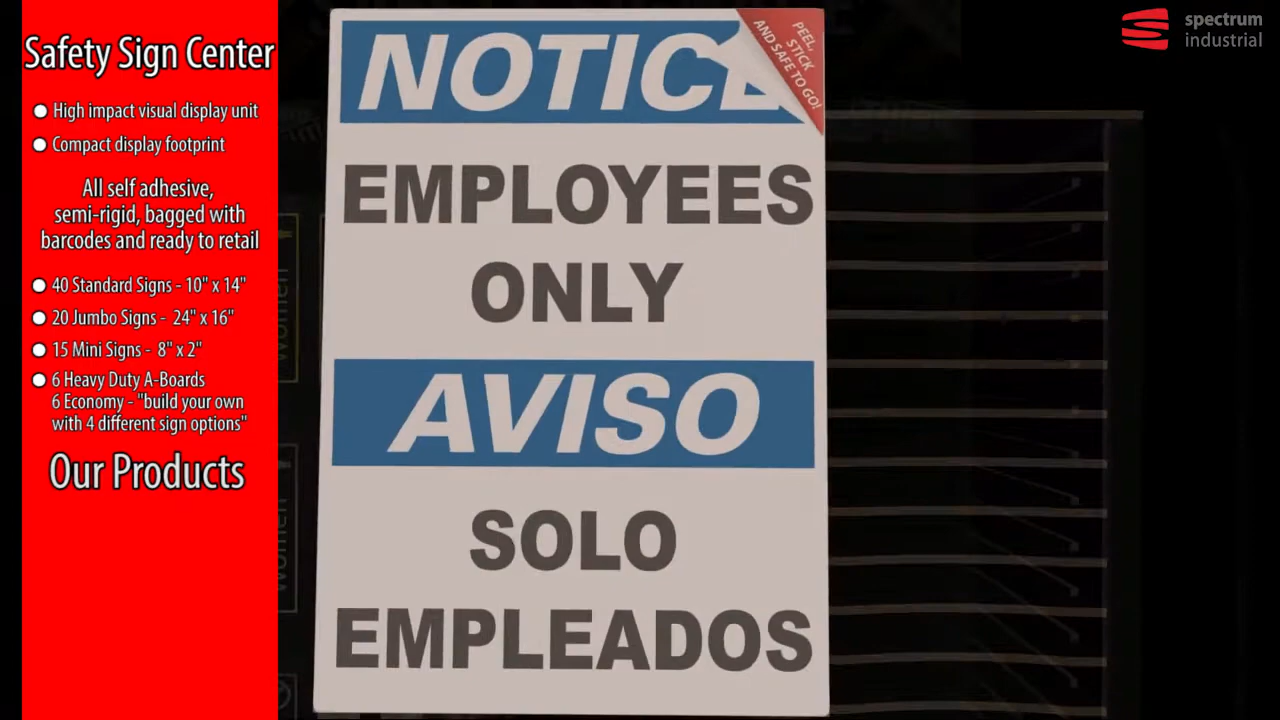 Safety Sign Center
High impact visual display unit
Compact display footprint
All self adhesive,
semi-rigid, bagged with
barcodes and ready to retail
40 Standard Signs - 10" x 14"
20 Jumbo Signs - 24" x 16"
15 Mini Signs - 8" x 2"
6 Heavy Duty A-Boards
6 Economy - "build your own
with 4 different sign options"
Our Products
NOTICE
PEEL,
STICK
AND SAFE TO GO!
EMPLOYEES
ONLY
AVISO
SOLO
EMPLEADOS
spectrum
industrial
Women
Women